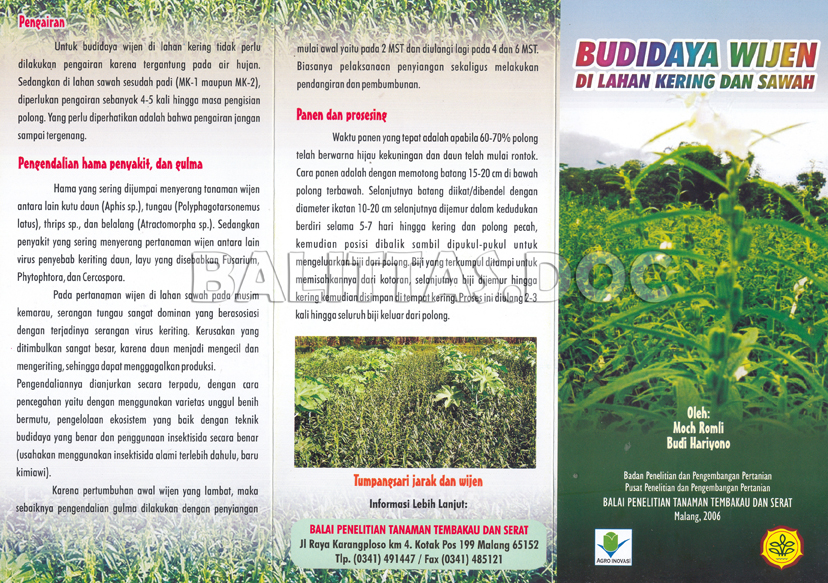 Pengairan
Untuk budidaya wijen di lahan kering tidak perlu
dilakukan pengairan karena tergantung pada air hujan.
Sedangkan di lahan sawah sesudah padi (MK-1 maupun MK-2),
diperlukan pengairan sebanyak 4-5 kali hingga masa pengisian
polong. Yang perlu diperhatikan adalah bahwa pengairan jangan
sampai tergenang.
Pengendalian hama penyakit, dan gulma
Hama yang sering dijumpai menyerang tanaman wijen
antara lain kutu daun (Aphis sp.), tungau (Polyphagotarsonemus
latus), thrips sp., dan belalang (Atractomorpha sp.). Sedangkan
penyakit yang sering menyerang pertanaman wijen antara lain
virus penyebab keriting daun, layu yang disebabkan Fusarium,
Phytophtora, dan Cercospora.
Pada pertanaman wijen di lahan sawah pada musim
kemarau, serangan tungau sangat dominan yang berasosiasi
dengan terjadinya serangan virus keriting. Kerusakan yang
ditimbulkan sangat besar, karena daun menjadi mengecil dan
mengeriting, sehingga dapat menggagalkan produksi.
Pengendaliannya dianjurkan secara terpadu, dengan cara
pencegahan yaitu dengan menggunakan varietas unggul benih
bermutu, pengelolaan ekosistem yang baik dengan teknik
budidaya yang benar dan penggunaan insektisida secara benar
(usahakan menggunakan insektisida alami terlebih dahulu, baru
kimiawi).
Karena pertumbuhan awal wijen yang lambat, maka
sebaiknya pengendalian gulma dilakukan dengan penyiangan
mulai awal yaitu pada 2 MST dan diulangi lagi pada 4 dan 6 MST.
Biasanya pelaksanaan penyiangan sekaligus melakukan
pendangiran dan pembumbunan.
Panen dan prosesing
Waktu panen yang tepat adalah apabila 60-70% polong
telah berwarna hijau kekuningan dan daun telah mulai rontok.
Cara panen adalah dengan memotong batang 15-20 cm di bawah
polong terbawah. Selanjutnya batang diikat/dibendel dengan
diameter ikatan 10-20 cm selanjutnya dijemur dalam kedudukan
berdiri selama 5-7 hari hingga kering dan polong pecah,
kemudian posisi dibalik sambil dipukul-pukul untuk
mengeluarkan biji dari polong. Biji yang terkumpul ditampi untuk
memisahkannya dari kotoran, selanjutnya biji dijemur hingga
kering kemudian disimpan di tempat kering. Proses ini diulang 2-3
kali hingga seluruh biji keluar dari polong.
Tumpangsari jarak dan wijen
Informasi Lebih Lanjut:
BALAI PENELITIAN TANAMAN TEMBAKAU DAN SERAT
Jl Raya Karangploso km 4. Kotak Pos 199 Malang 65152
Tlp. (0341) 491447 / Fax (0341) 485121
BUDIDAYA WIJEN
DI LAHAN KERING DAN SAWAH
Oleh:
Moch Romli
Budi Hariyono
Badan Penelitian dan Pengembangan Pertanian
Pusat Penelitian dan Pengembangan Pertanian
BALAI PENELITIAN TANAMAN TEMBAKAU DAN SERAT
Malang, 2006
AGRO INOVASI
BALITTAS.DOC